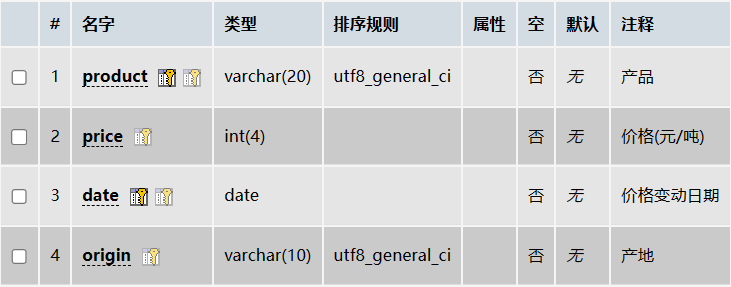 # 名字 类型 排序规则 属性 空 默认 注释
1 product varchar(20) utf8_general_ci 否 无 产品
2 price int(4) 否 无 价格(元/吨)
3 date date 否 无 价格变动日期
4 origin varchar(10) utf8_general_ci 否 无 产地